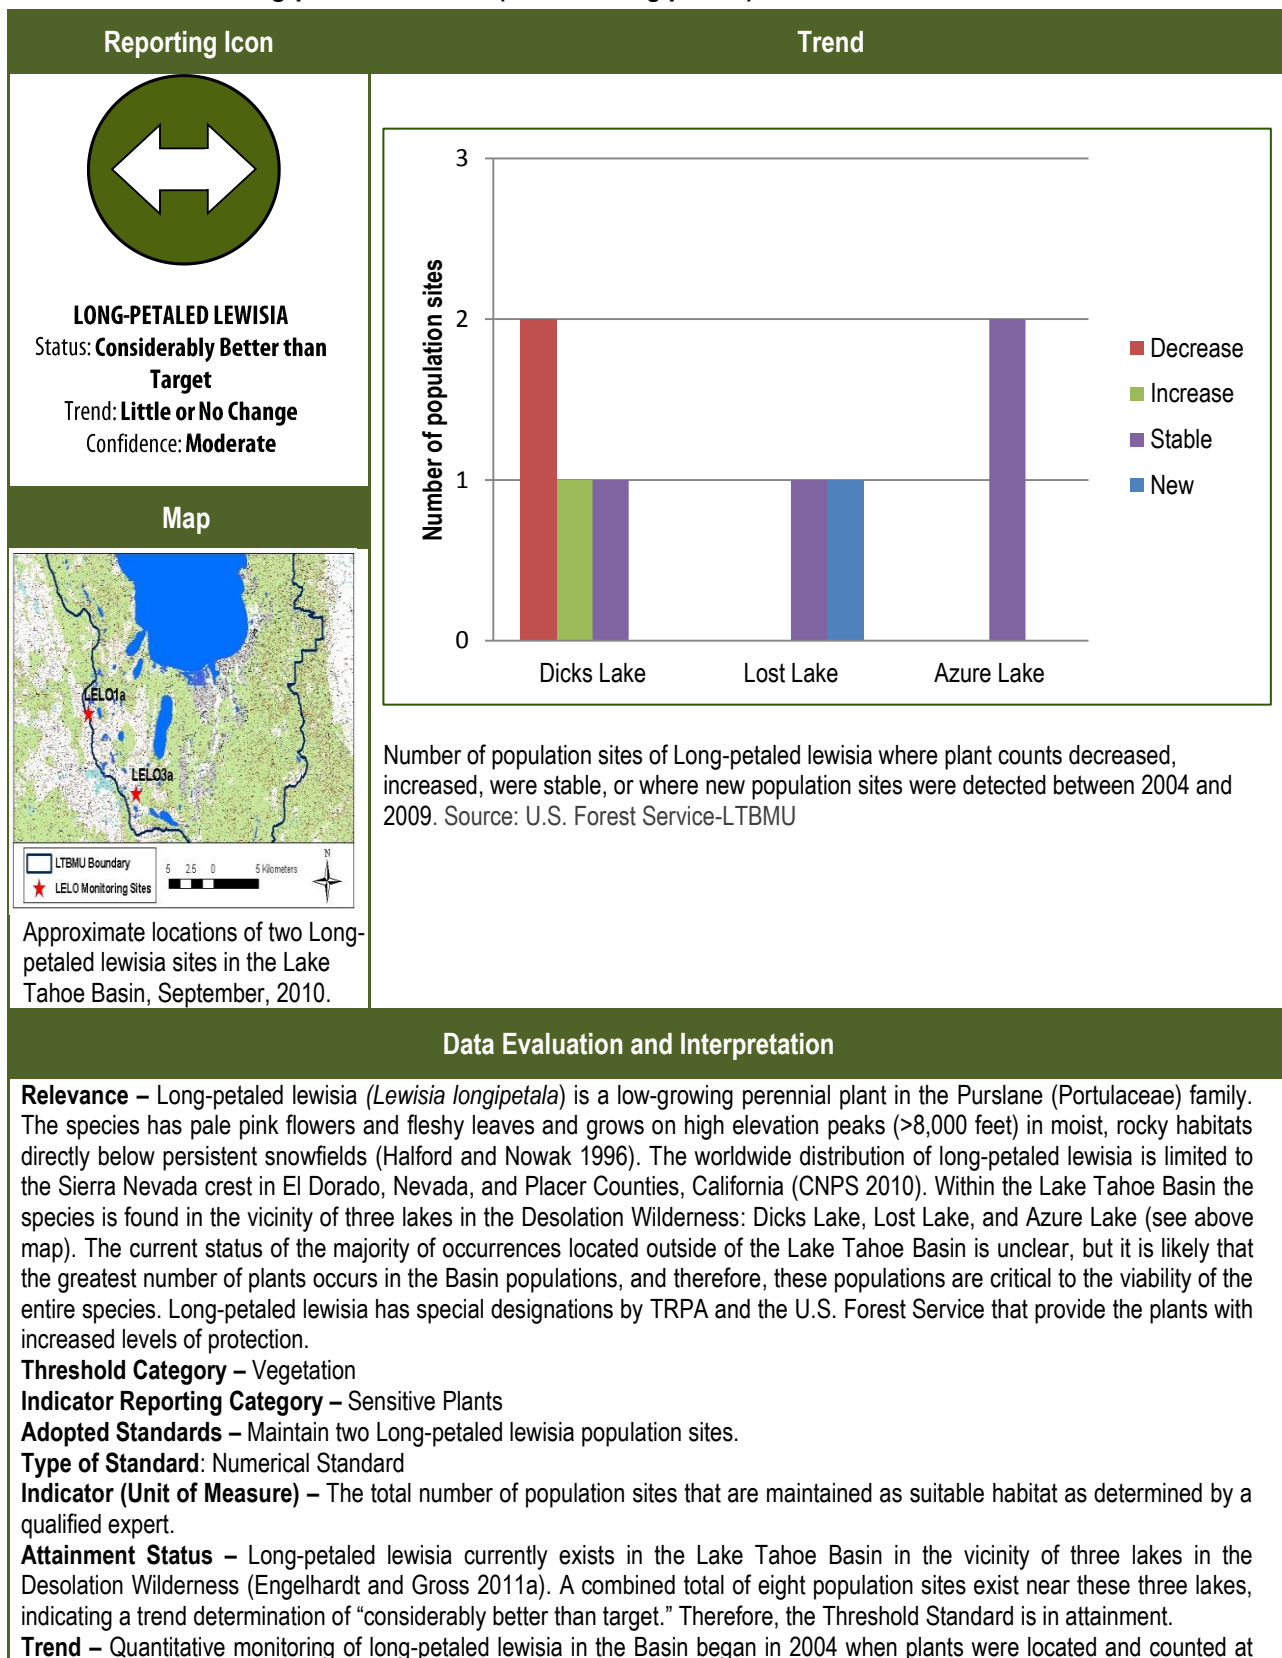 Reporting Icon
Trend
LONG-PETALED LEWISIA
Status: Considerably Better than
Target
Trend: Little or No Change
Confidence: Moderate
Map
LELO1a
LELO3a
LTBMU Boundary
LELO Monitoring Sites
5 2.5 0 5 Kilometers
N
Approximate locations of two Long-
petaled lewisia sites in the Lake
Tahoe Basin, September, 2010.
3
2
1
0
Number of population sites
Dicks Lake Lost Lake Azure Lake
Decrease
Increase
Stable
New
Number of population sites of Long-petaled lewisia where plant counts decreased,
increased, were stable, or where new population sites were detected between 2004 and
2009. Source: U.S. Forest Service-LTBMU
Data Evaluation and Interpretation
Relevance – Long-petaled lewisia (Lewisia longipetala) is a low-growing perennial plant in the Purslane (Portulaceae) family.
The species has pale pink flowers and fleshy leaves and grows on high elevation peaks (>8,000 feet) in moist, rocky habitats
directly below persistent snowfields (Halford and Nowak 1996). The worldwide distribution of long-petaled lewisia is limited to
the Sierra Nevada crest in El Dorado, Nevada, and Placer Counties, California (CNPS 2010). Within the Lake Tahoe Basin the
species is found in the vicinity of three lakes in the Desolation Wilderness: Dicks Lake, Lost Lake, and Azure Lake (see above
map). The current status of the majority of occurrences located outside of the Lake Tahoe Basin is unclear, but it is likely that
the greatest number of plants occurs in the Basin populations, and therefore, these populations are critical to the viability of the
entire species. Long-petaled lewisia has special designations by TRPA and the U.S. Forest Service that provide the plants with
increased levels of protection.
Threshold Category – Vegetation
Indicator Reporting Category – Sensitive Plants
Adopted Standards – Maintain two Long-petaled lewisia population sites.
Type of Standard: Numerical Standard
Indicator (Unit of Measure) – The total number of population sites that are maintained as suitable habitat as determined by a
qualified expert.
Attainment Status – Long-petaled lewisia currently exists in the Lake Tahoe Basin in the vicinity of three lakes in the
Desolation Wilderness (Engelhardt and Gross 2011a). A combined total of eight population sites exist near these three lakes,
indicating a trend determination of “considerably better than target.” Therefore, the Threshold Standard is in attainment.
Trend – Quantitative monitoring of long-petaled lewisia in the Basin began in 2004 when plants were located and counted at